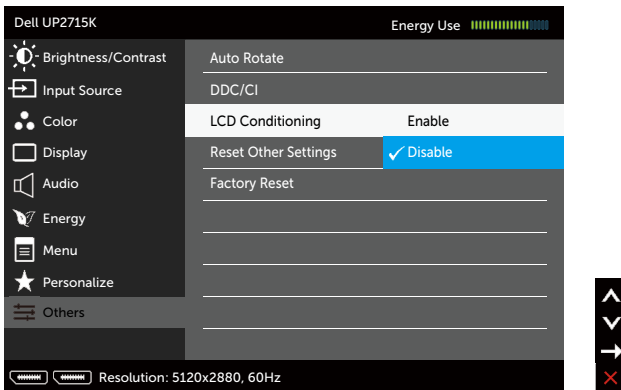 Dell UP2715K
Energy Use
Brightness/Contrast
Auto Rotate
Input Source
DDC/CI
Color
LCD Conditioning
Enable
Display
Reset Other Settings
Disable
Audio
Factory Reset
Energy
Menu
Personalize
Others
Resolution: 5120x2880, 60Hz